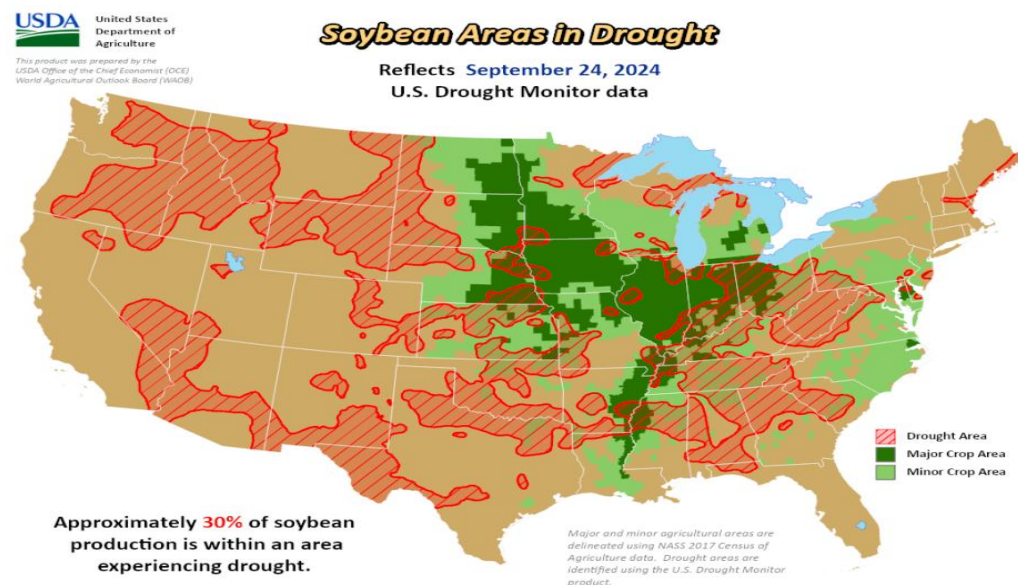 USDA
United States
Department of
Agriculture
This product was prepared by the
USDA Office of the Chief Economist (OCE)
World Agricultural Outlook Board (WAOB)
Soybean Areas in Drought
Reflects September 24, 2024
U.S. Drought Monitor data
Drought Area
Major Crop Area
Minor Crop Area
Approximately 30% of soybean
production is within an area
experiencing drought.
Major and minor agricultural areas are
delineated using NASS 2017 Census of
Agriculture data. Drought areas are
identified using the U.S. Drought Monitor
product.